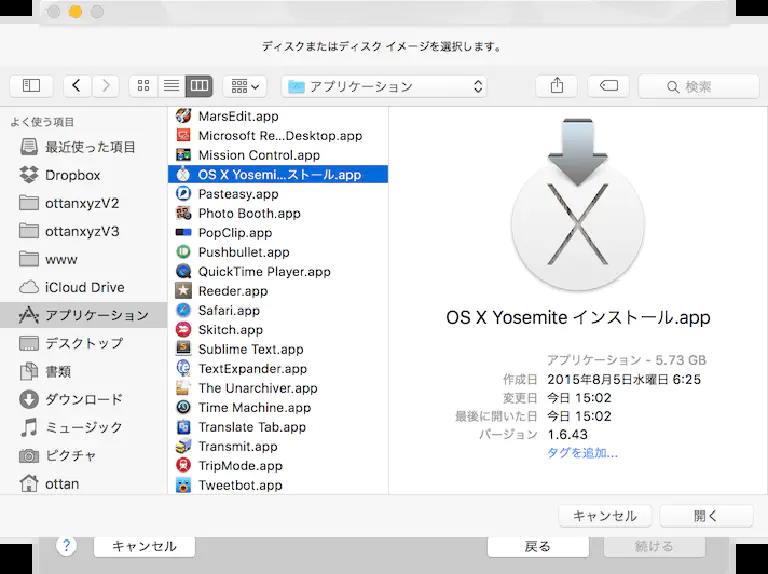 ディスクまたはディスク イメージを選択します。
アプリケーション
検索
よく使う項目
最近使った項目
Dropbox
ottanxyzV2
ottanxyzV3
www
iCloud Drive
アプリケーション
デスクトップ
書類
ダウンロード
ミュージック
ピクチャ
ottan
MarsEdit.app
Microsoft Re...Desktop.app
Mission Control.app
OS X Yosemi...ストール.app
Pasteasy.app
Photo Booth.app
PopClip.app
Pushbullet.app
QuickTime Player.app
Reeder.app
Safari.app
Skitch.app
Sublime Text.app
TextExpander.app
The Unarchiver.app
Time Machine.app
Translate Tab.app
Transmit.app
TripMode.app
Tweetbot.app
OS X Yosemite インストール.app
アプリケーション - 5.73 GB
作成日 2015年8月5日水曜日 6:25
変更日 今日 15:02
最後に開いた日 今日 15:02
バージョン 1.6.43
タグを追加...
キャンセル 開く
? キャンセル 戻る 続ける